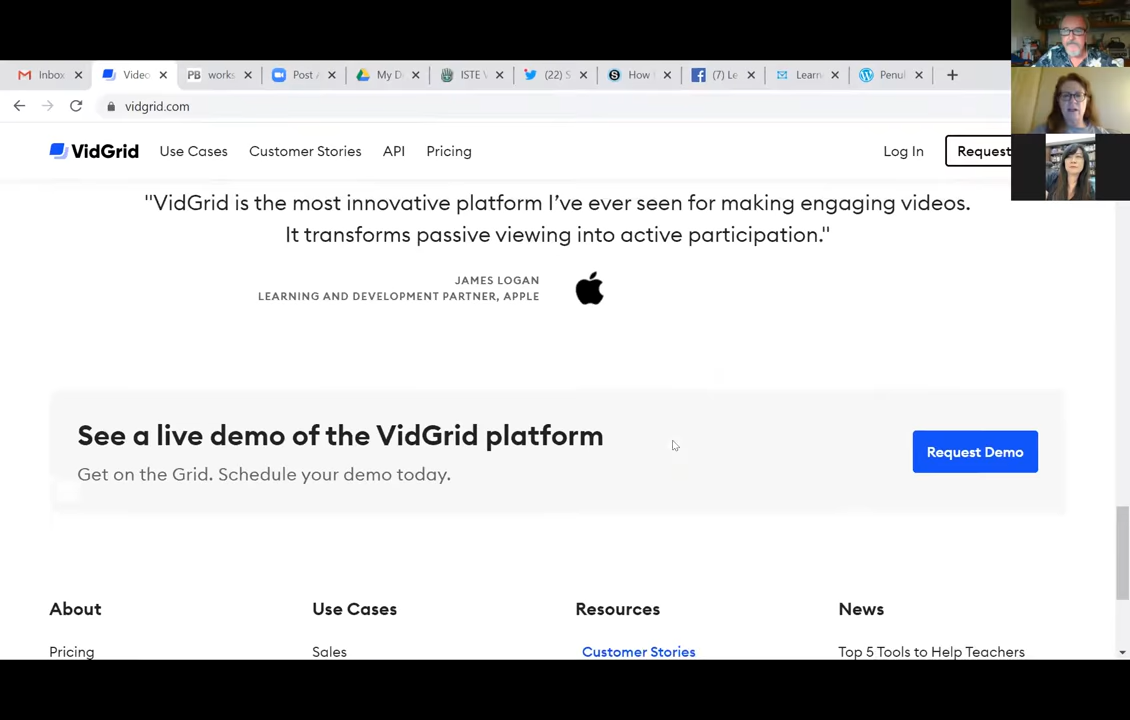 Inbox
Video
PB works
Post
My D
ISTE
(22) S
How
(7) Le
Learn
Penul
vidgrid.com
VidGrid
Use Cases
Customer Stories
API
Pricing
Log In
Request
"VidGrid is the most innovative platform I've ever seen for making engaging videos.
It transforms passive viewing into active participation."
JAMES LOGAN
LEARNING AND DEVELOPMENT PARTNER, APPLE
See a live demo of the VidGrid platform
Get on the Grid. Schedule your demo today.
Request Demo
About
Use Cases
Resources
News
Pricing
Sales
Customer Stories
Top 5 Tools to Help Teachers